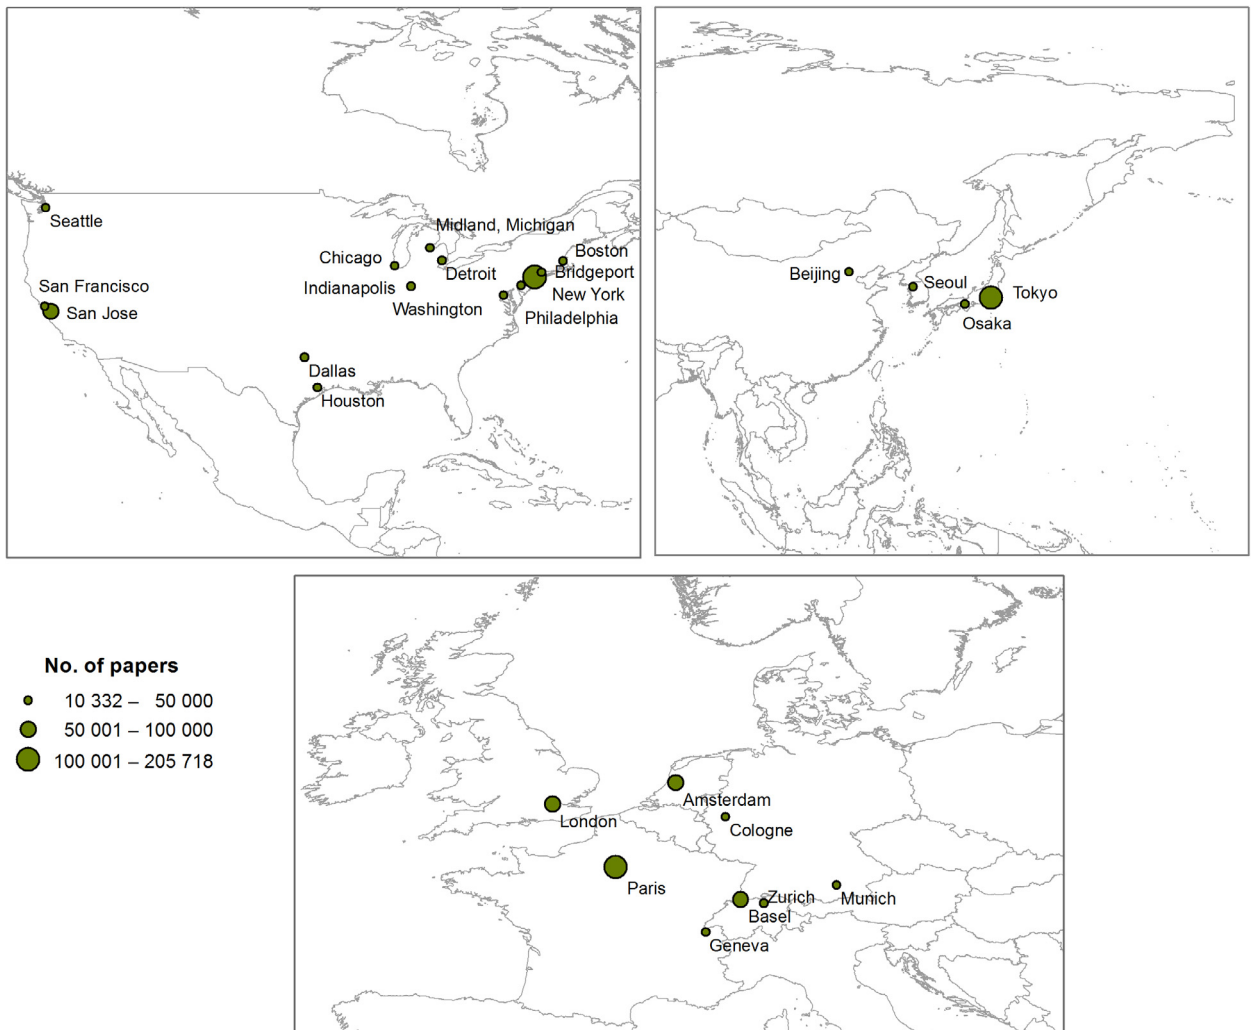 Seattle
Midland, Michigan
Boston
Chicago
Bridgeport
Detroit
Indianapolis
San Francisco
New York
Washington
San Jose
Philadelphia
Dallas
Houston
Beijing
Seoul
Tokyo
Osaka
No. of papers
10 332 – 50 000
50 001 – 100 000
100 001 – 205 718
Amsterdam
London
Cologne
Paris
Zurich
Munich
Basel
Geneva